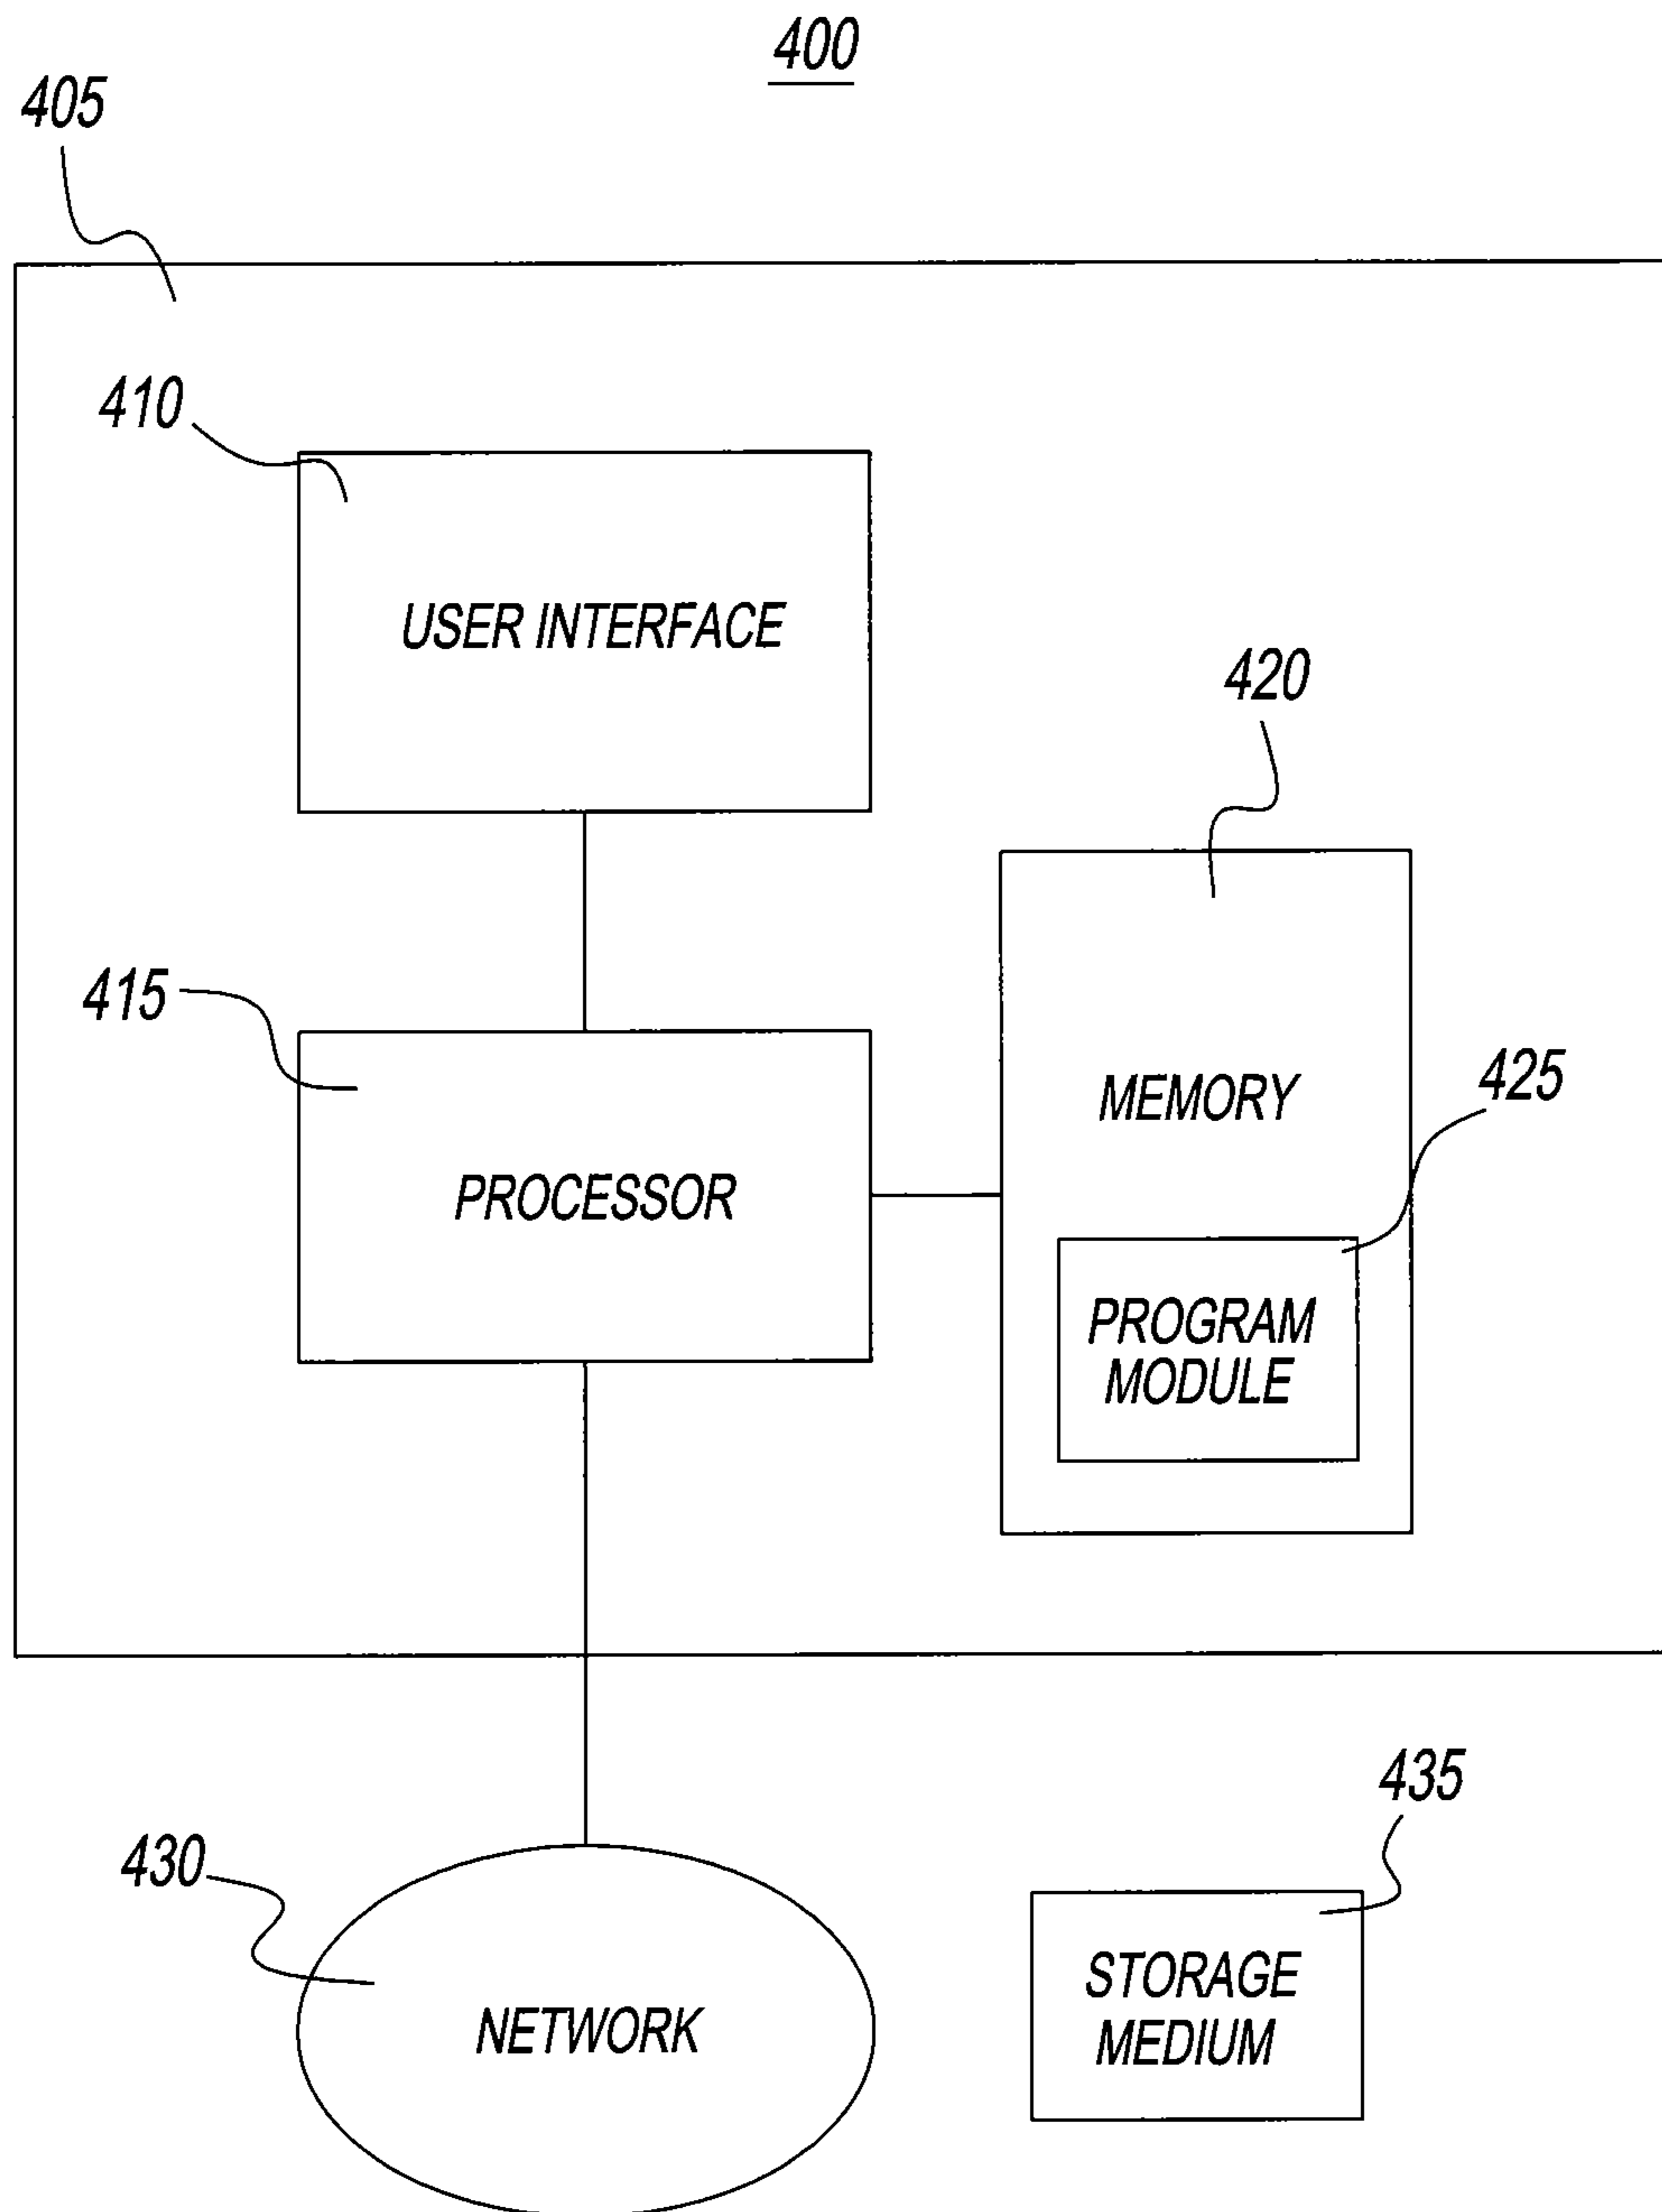 400
405
410
USER INTERFACE
420
415
MEMORY
425
PROCESSOR
PROGRAM
MODULE
435
430
STORAGE
MEDIUM
NETWORK